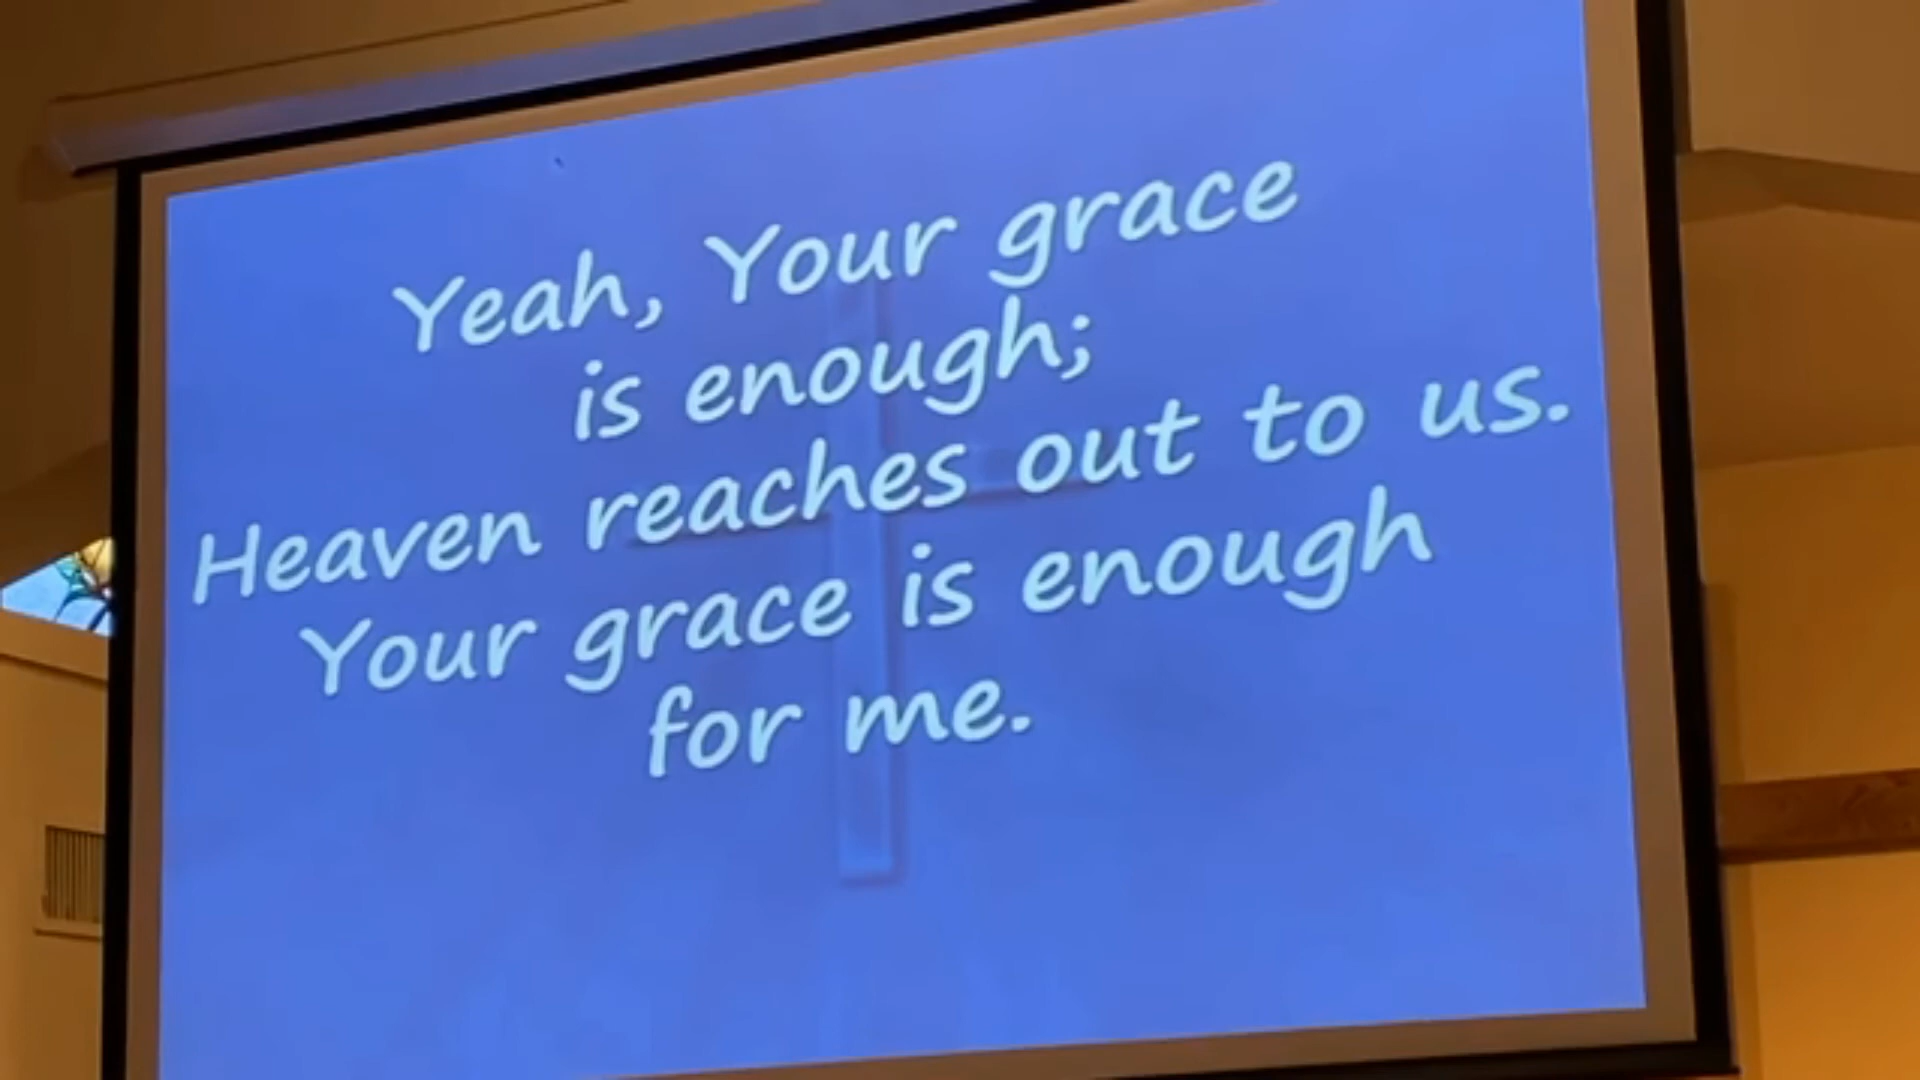 Yeah, Your grace
is enough;
Heaven reaches out to us.
Your grace is enough
for me.